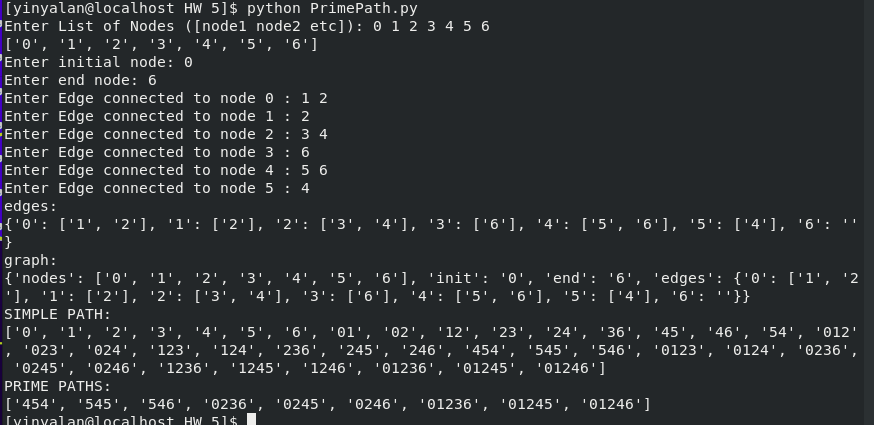 [yinyalan@localhost HW 5]$ python PrimePath.py
Enter List of Nodes ([node1 node2 etc]): 0 1 2 3 4 5 6
['0', '1', '2', '3', '4', '5', '6']
Enter initial node: 0
Enter end node: 6
Enter Edge connected to node 0 : 1 2
Enter Edge connected to node 1 : 2
Enter Edge connected to node 2 : 3 4
Enter Edge connected to node 3 : 6
Enter Edge connected to node 4 : 5 6
Enter Edge connected to node 5 : 4
edges:
{'0': ['1', '2'], '1': ['2'], '2': ['3', '4'], '3': ['6'], '4': ['5', '6'], '5': ['4'], '6': ''
}
graph:
{'nodes': ['0', '1', '2', '3', '4', '5', '6'], 'init': '0', 'end': '6', 'edges': {'0': ['1', '2
'], '1': ['2'], '2': ['3', '4'], '3': ['6'], '4': ['5', '6'], '5': ['4'], '6': ''}}
SIMPLE PATH:
['0', '1', '2', '3', '4', '5', '6', '01', '02', '12', '23', '24', '36', '45', '46', '54', '012'
, '023', '024', '123', '124', '236', '245', '246', '454', '545', '546', '0123', '0124', '0236',
 '0245', '0246', '1236', '1245', '1246', '01236', '01245', '01246']
PRIME PATHS:
['454', '545', '546', '0236', '0245', '0246', '01236', '01245', '01246']
[yinyalan@localhost HW 5]$